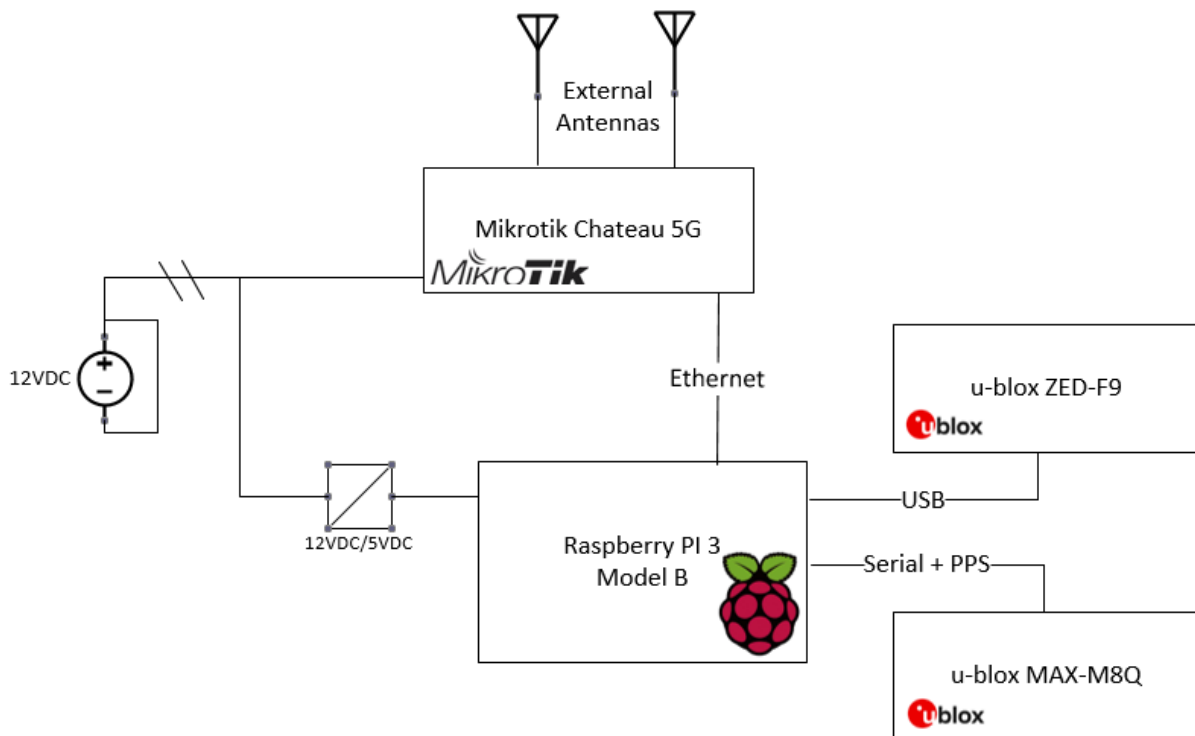 External
Antennas
Mikrotik Chateau 5G
MikroTik
12VDC
Ethernet
u-blox ZED-F9
ublox
12VDC/5VDC
Raspberry PI 3
Model B
USB
Serial + PPS
u-blox MAX-M8Q
ublox